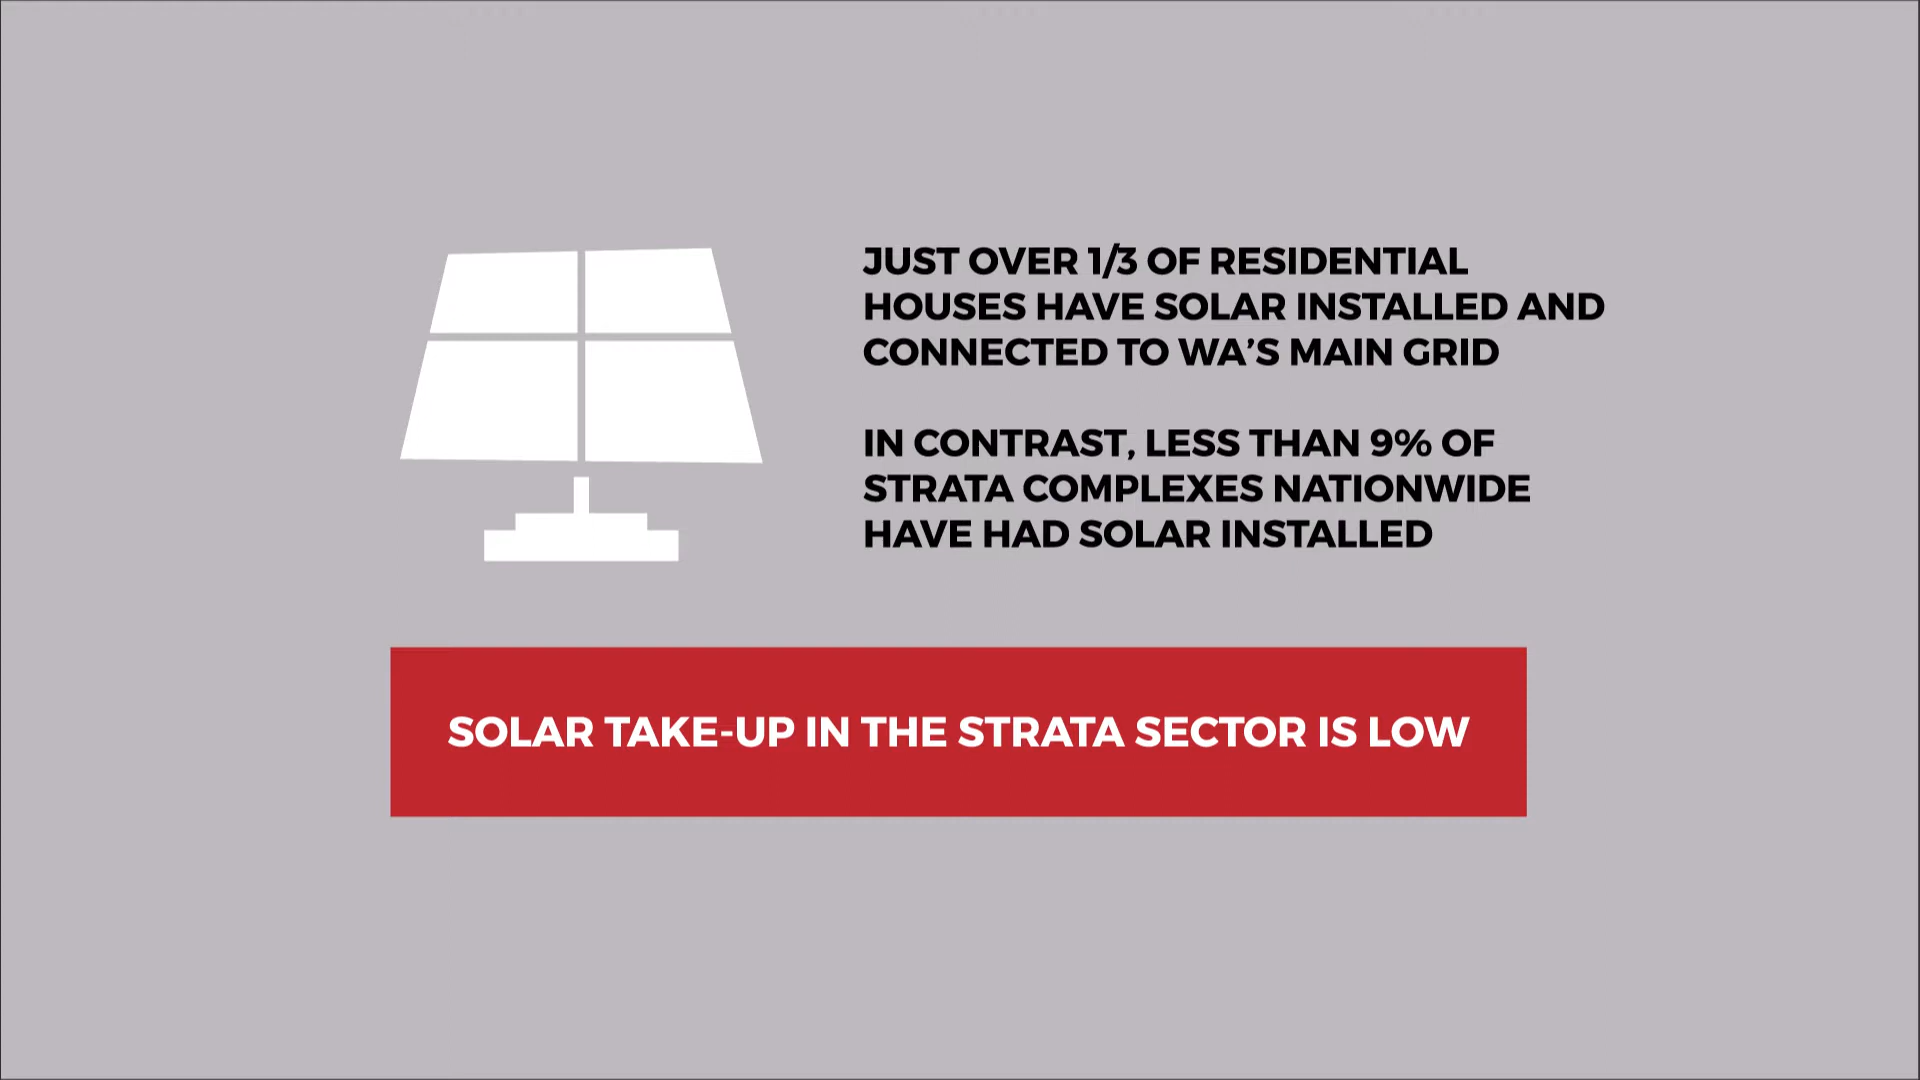 JUST OVER 1/3 OF RESIDENTIAL
HOUSES HAVE SOLAR INSTALLED AND
CONNECTED TO WA’S MAIN GRID
IN CONTRAST, LESS THAN 9% OF
STRATA COMPLEXES NATIONWIDE
HAVE HAD SOLAR INSTALLED
SOLAR TAKE-UP IN THE STRATA SECTOR IS LOW